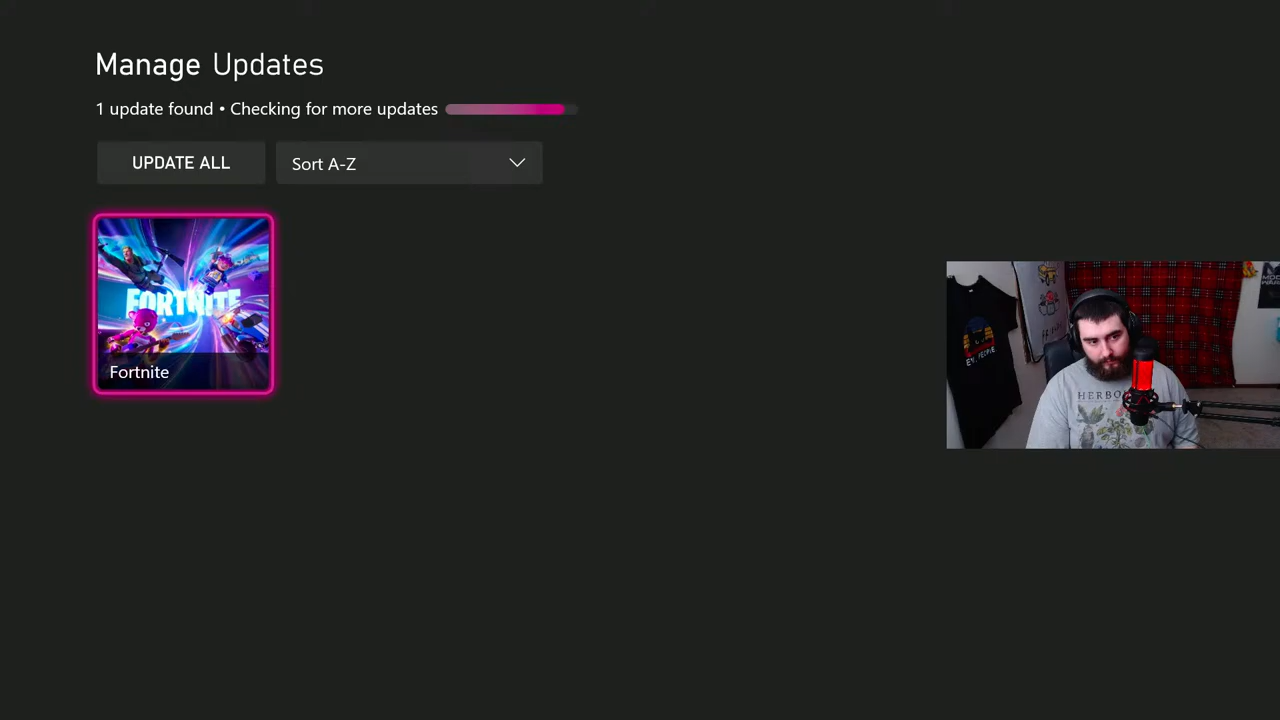 Manage Updates
1 update found • Checking for more updates
UPDATE ALL
Sort A-Z
FORTNITE
Fortnite
HERBO